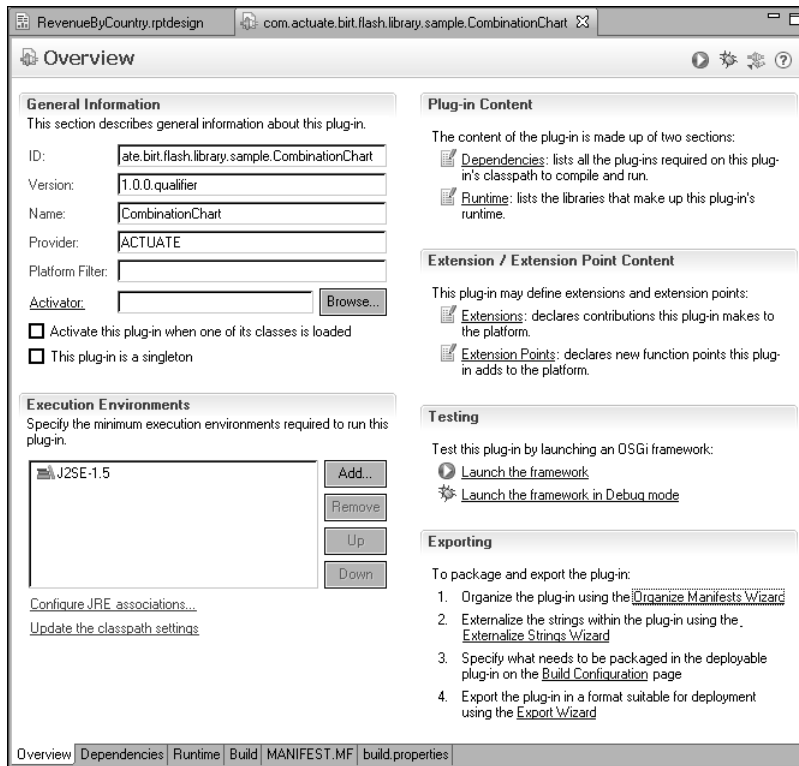 RevenueByCountry.rptdesign
com.actuate.birt.flash.library.sample.CombinationChart
Overview
General Information
This section describes general information about this plug-in.
ID:
ate.birt.flash.library.sample.CombinationChart
Version:
1.0.0.qualifier
Name:
CombinationChart
Provider:
ACTUATE
Platform Filter:
Activator:
Browse...
Activate this plug-in when one of its classes is loaded
This plug-in is a singleton
Execution Environments
Specify the minimum execution environments required to run this
plug-in.
J2SE-1.5
Add...
Remove
Up
Down
Configure JRE associations...
Update the classpath settings
Plug-in Content
The content of the plug-in is made up of two sections:
Dependencies: lists all the plug-ins required on this plug-
in's classpath to compile and run.
Runtime: lists the libraries that make up this plug-in's
runtime.
Extension / Extension Point Content
This plug-in may define extensions and extension points:
Extensions: declares contributions this plug-in makes to
the platform.
Extension Points: declares new function points this plug-
in adds to the platform.
Testing
Test this plug-in by launching an OSGi framework:
Launch the framework
Launch the framework in Debug mode
Exporting
To package and export the plug-in:
1. Organize the plug-in using the Organize Manifests Wizard
2. Externalize the strings within the plug-in using the
Externalize Strings Wizard
3. Specify what needs to be packaged in the deployable
plug-in on the Build Configuration page
4. Export the plug-in in a format suitable for deployment
using the Export Wizard
Overview Dependencies Runtime Build MANIFEST.MF build.properties